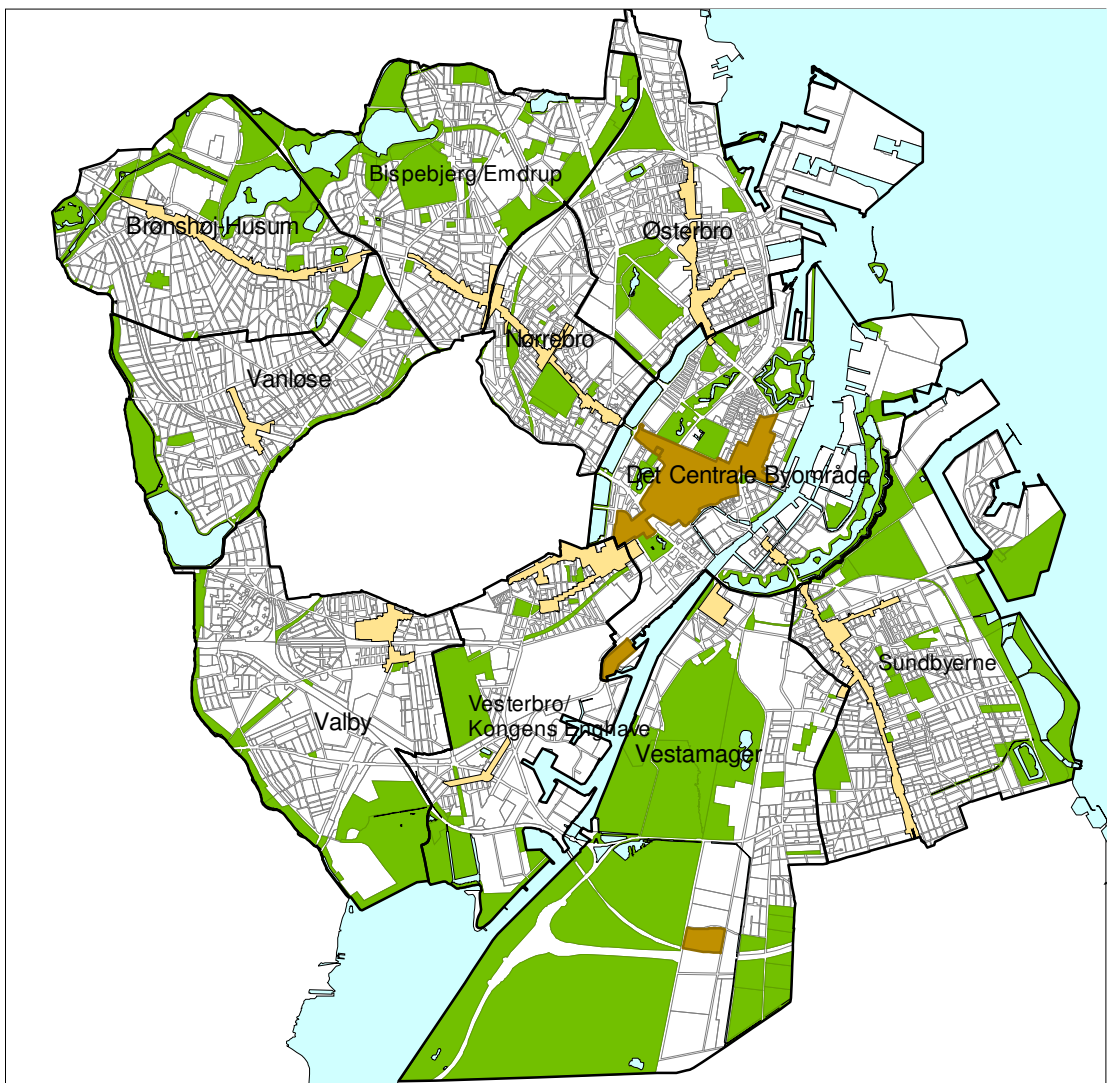 Bispebjerg/Emdrup
Brønshøj-Husum
Østerbro
Nørrebro
Vanløse
Det Centrale Byområde
Sundbyerne
Vesterbro/
Kongens Enghave
Valby
Vestamager